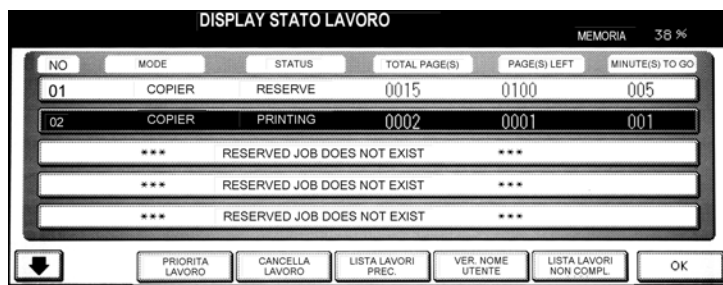 DISPLAY STATO LAVORO
MEMORIA 38 %
NO MODE STATUS TOTAL PAGE(S) PAGE(S) LEFT MINUTE(S) TO GO
01 COPIER RESERVE 0015 0100 005
02 COPIER PRINTING 0002 0001 001
*** RESERVED JOB DOES NOT EXIST ***
*** RESERVED JOB DOES NOT EXIST ***
*** RESERVED JOB DOES NOT EXIST ***
PRIORITA LAVORO
CANCELLA LAVORO
LISTA LAVORI PREC.
VER. NOME UTENTE
LISTA LAVORI NON COMPL.
OK